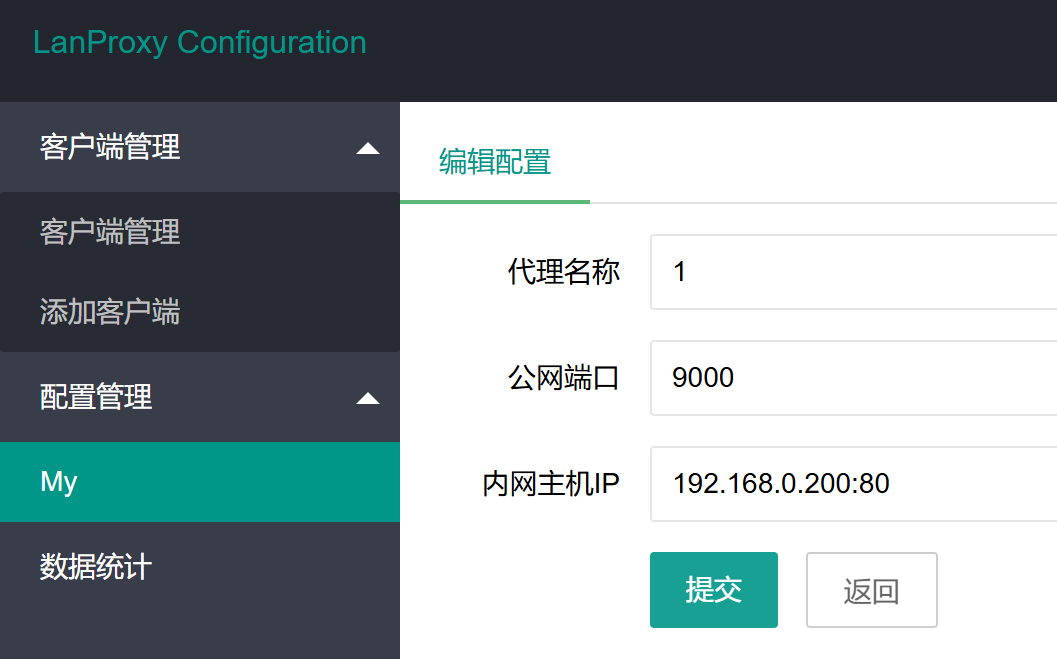 LanProxy Configuration
客户端管理
客户端管理
添加客户端
配置管理
My
数据统计
编辑配置
代理名称 1
公网端口 9000
内网主机IP 192.168.0.200:80
提交 返回